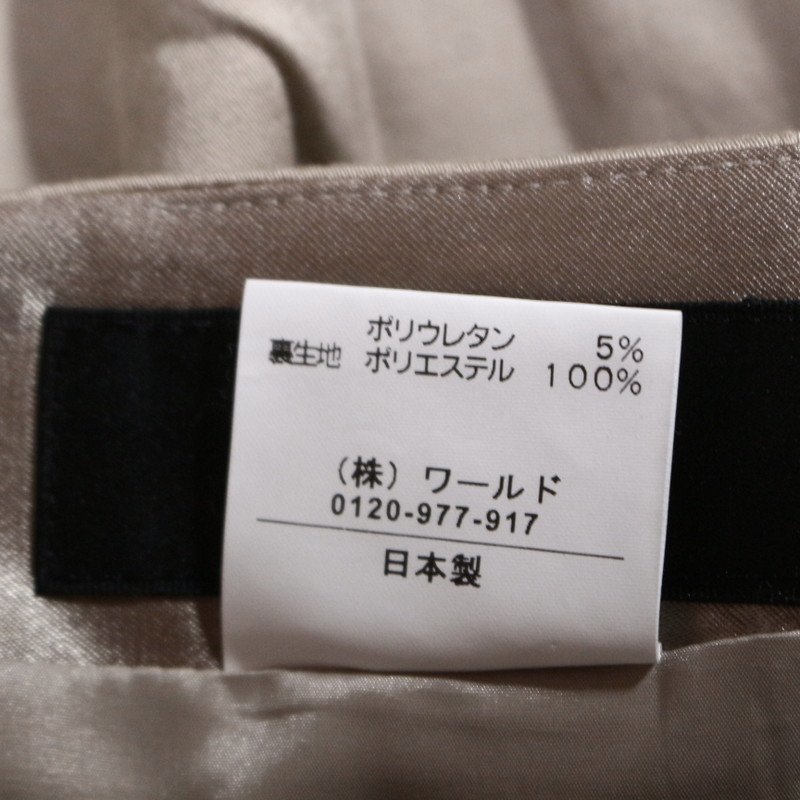 ポリウレタン 5%
裏生地 ポリエステル 100%
(株) ワールド
0120-977-917
日本製